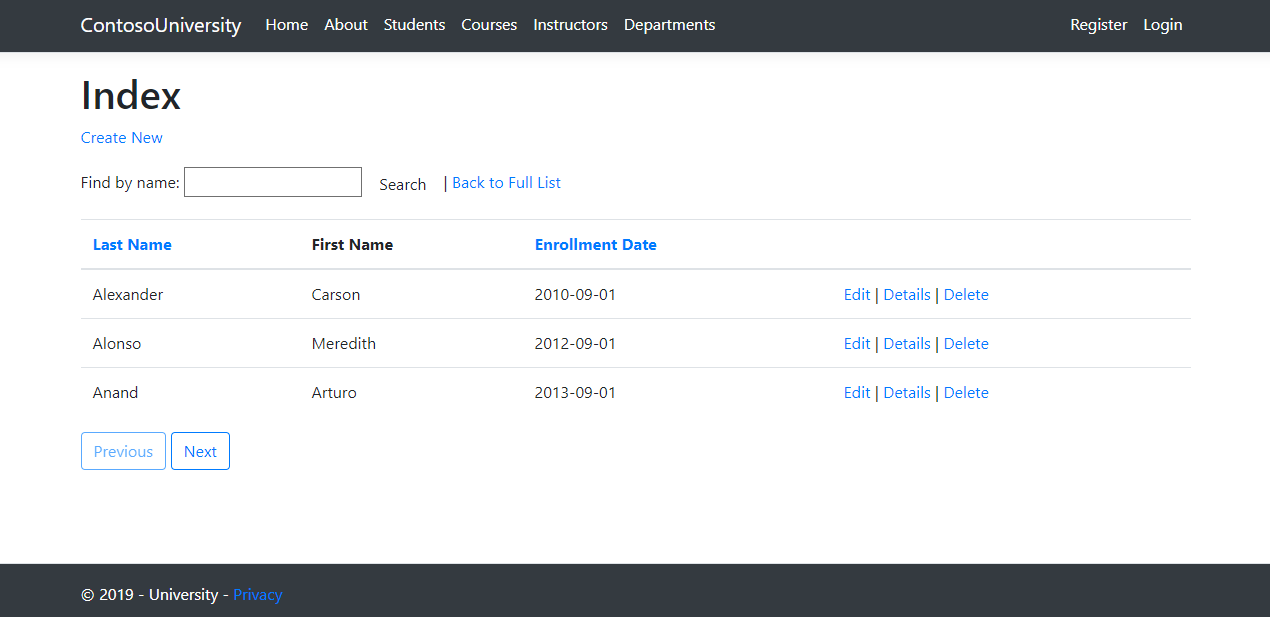 ContosoUniversity Home About Students Courses Instructors Departments Register Login
Index
Create New
Find by name: Search | Back to Full List
Last Name First Name Enrollment Date
Alexander Carson 2010-09-01 Edit | Details | Delete
Alonso Meredith 2012-09-01 Edit | Details | Delete
Anand Arturo 2013-09-01 Edit | Details | Delete
Previous Next
© 2019 - University - Privacy